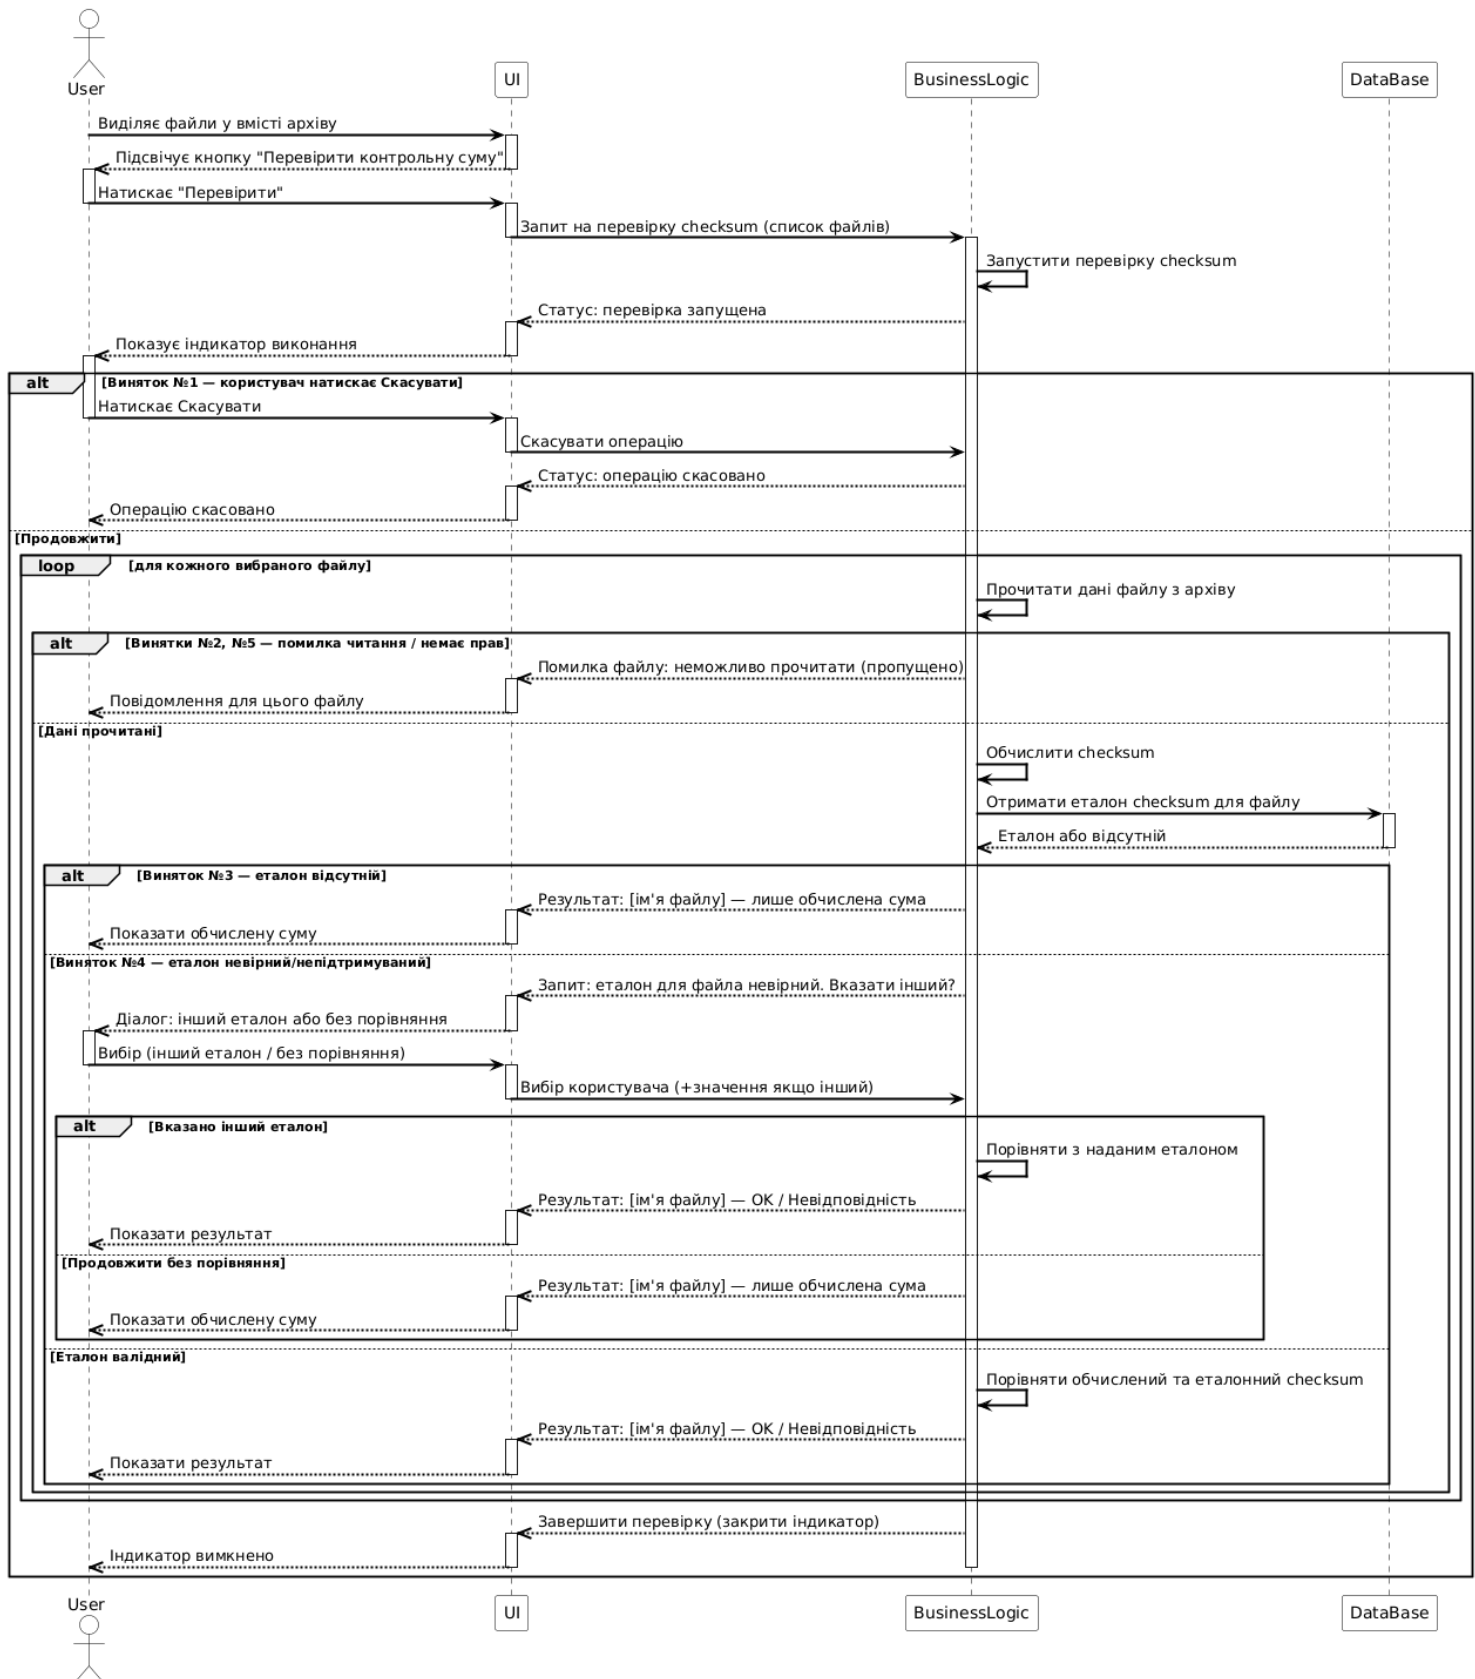 User
UI
BusinessLogic
DataBase
Виділяє файли у вмісті архіву
Підсвічує кнопку "Перевірити контрольну суму"
Натискає "Перевірити"
Запит на перевірку checksum (список файлів)
Запустити перевірку checksum
Статус: перевірка запущена
Показує індикатор виконання
alt [Виняток №1 — користувач натискає Скасувати]
Натискає Скасувати
Скасувати операцію
Статус: операцію скасовано
Операцію скасовано
[Продовжити]
loop [для кожного вибраного файлу]
Прочитати дані файлу з архіву
alt [Винятки №2, №5 — помилка читання / немає прав]
Помилка файлу: неможливо прочитати (пропущено)
Повідомлення для цього файлу
[Дані прочитані]
Обчислити checksum
Отримати еталон checksum для файлу
Еталон або відсутній
alt [Виняток №3 — еталон відсутній]
Результат: [ім'я файлу] — лише обчислена сума
Показати обчислену суму
[Виняток №4 — еталон невірний/непідтримуваний]
Запит: еталон для файла невірний. Вказати інший?
Діалог: інший еталон або без порівняння
Вибір (інший еталон / без порівняння)
Вибір користувача (+значення якщо інший)
alt [Вказано інший еталон]
Порівняти з наданим еталоном
Результат: [ім'я файлу] — OK / Невідповідність
Показати результат
[Продовжити без порівняння]
Результат: [ім'я файлу] — лише обчислена сума
Показати обчислену суму
[Еталон валідний]
Порівняти обчислений та еталонний checksum
Результат: [ім'я файлу] — OK / Невідповідність
Показати результат
Завершити перевірку (закрити індикатор)
Індикатор вимкнено
User
UI
BusinessLogic
DataBase